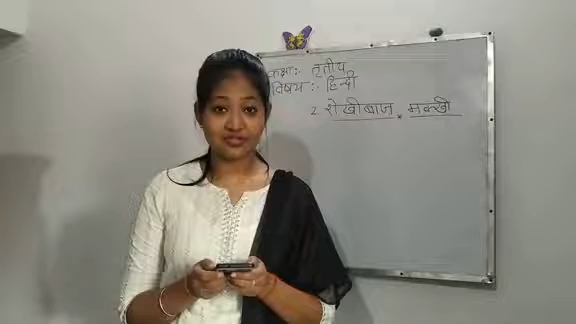 कक्षा:- तृतीय
विषय:- हिन्दी
2 शेखीबाज मक्खी